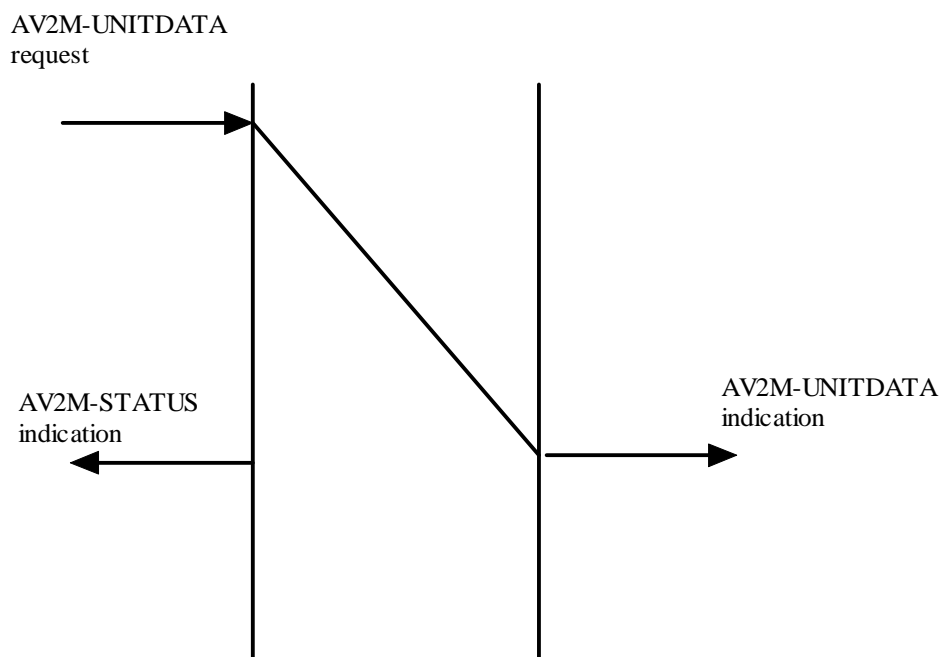 AV2M-UNITDATA
request
AV2M-STATUS
indication
AV2M-UNITDATA
indication